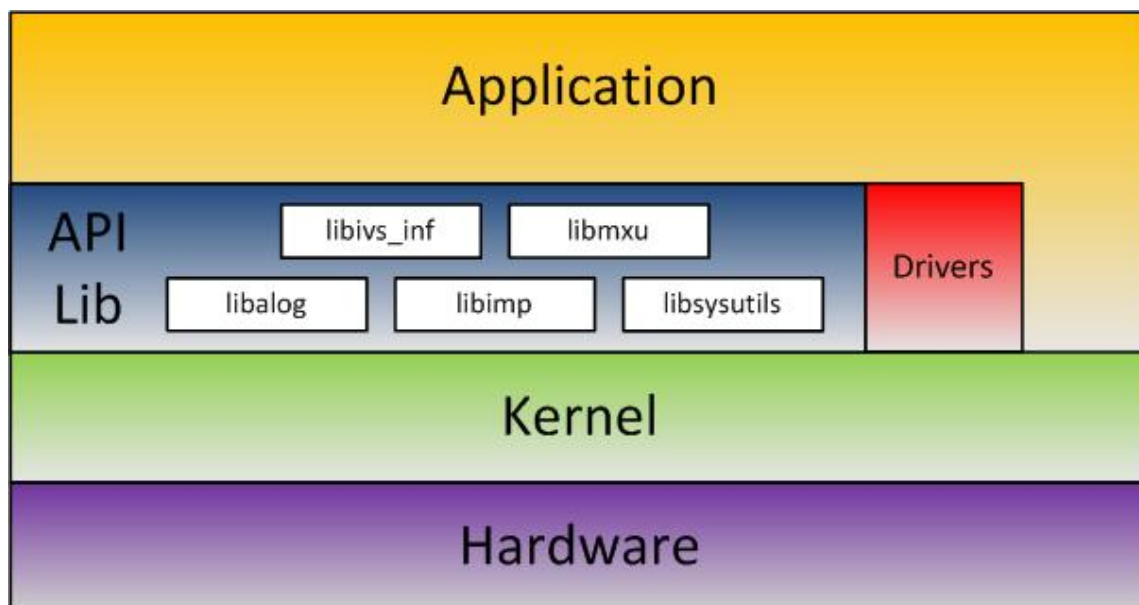 Application
API
Lib
libivs_inf
libmxu
libalog
libimp
libsysutils
Drivers
Kernel
Hardware